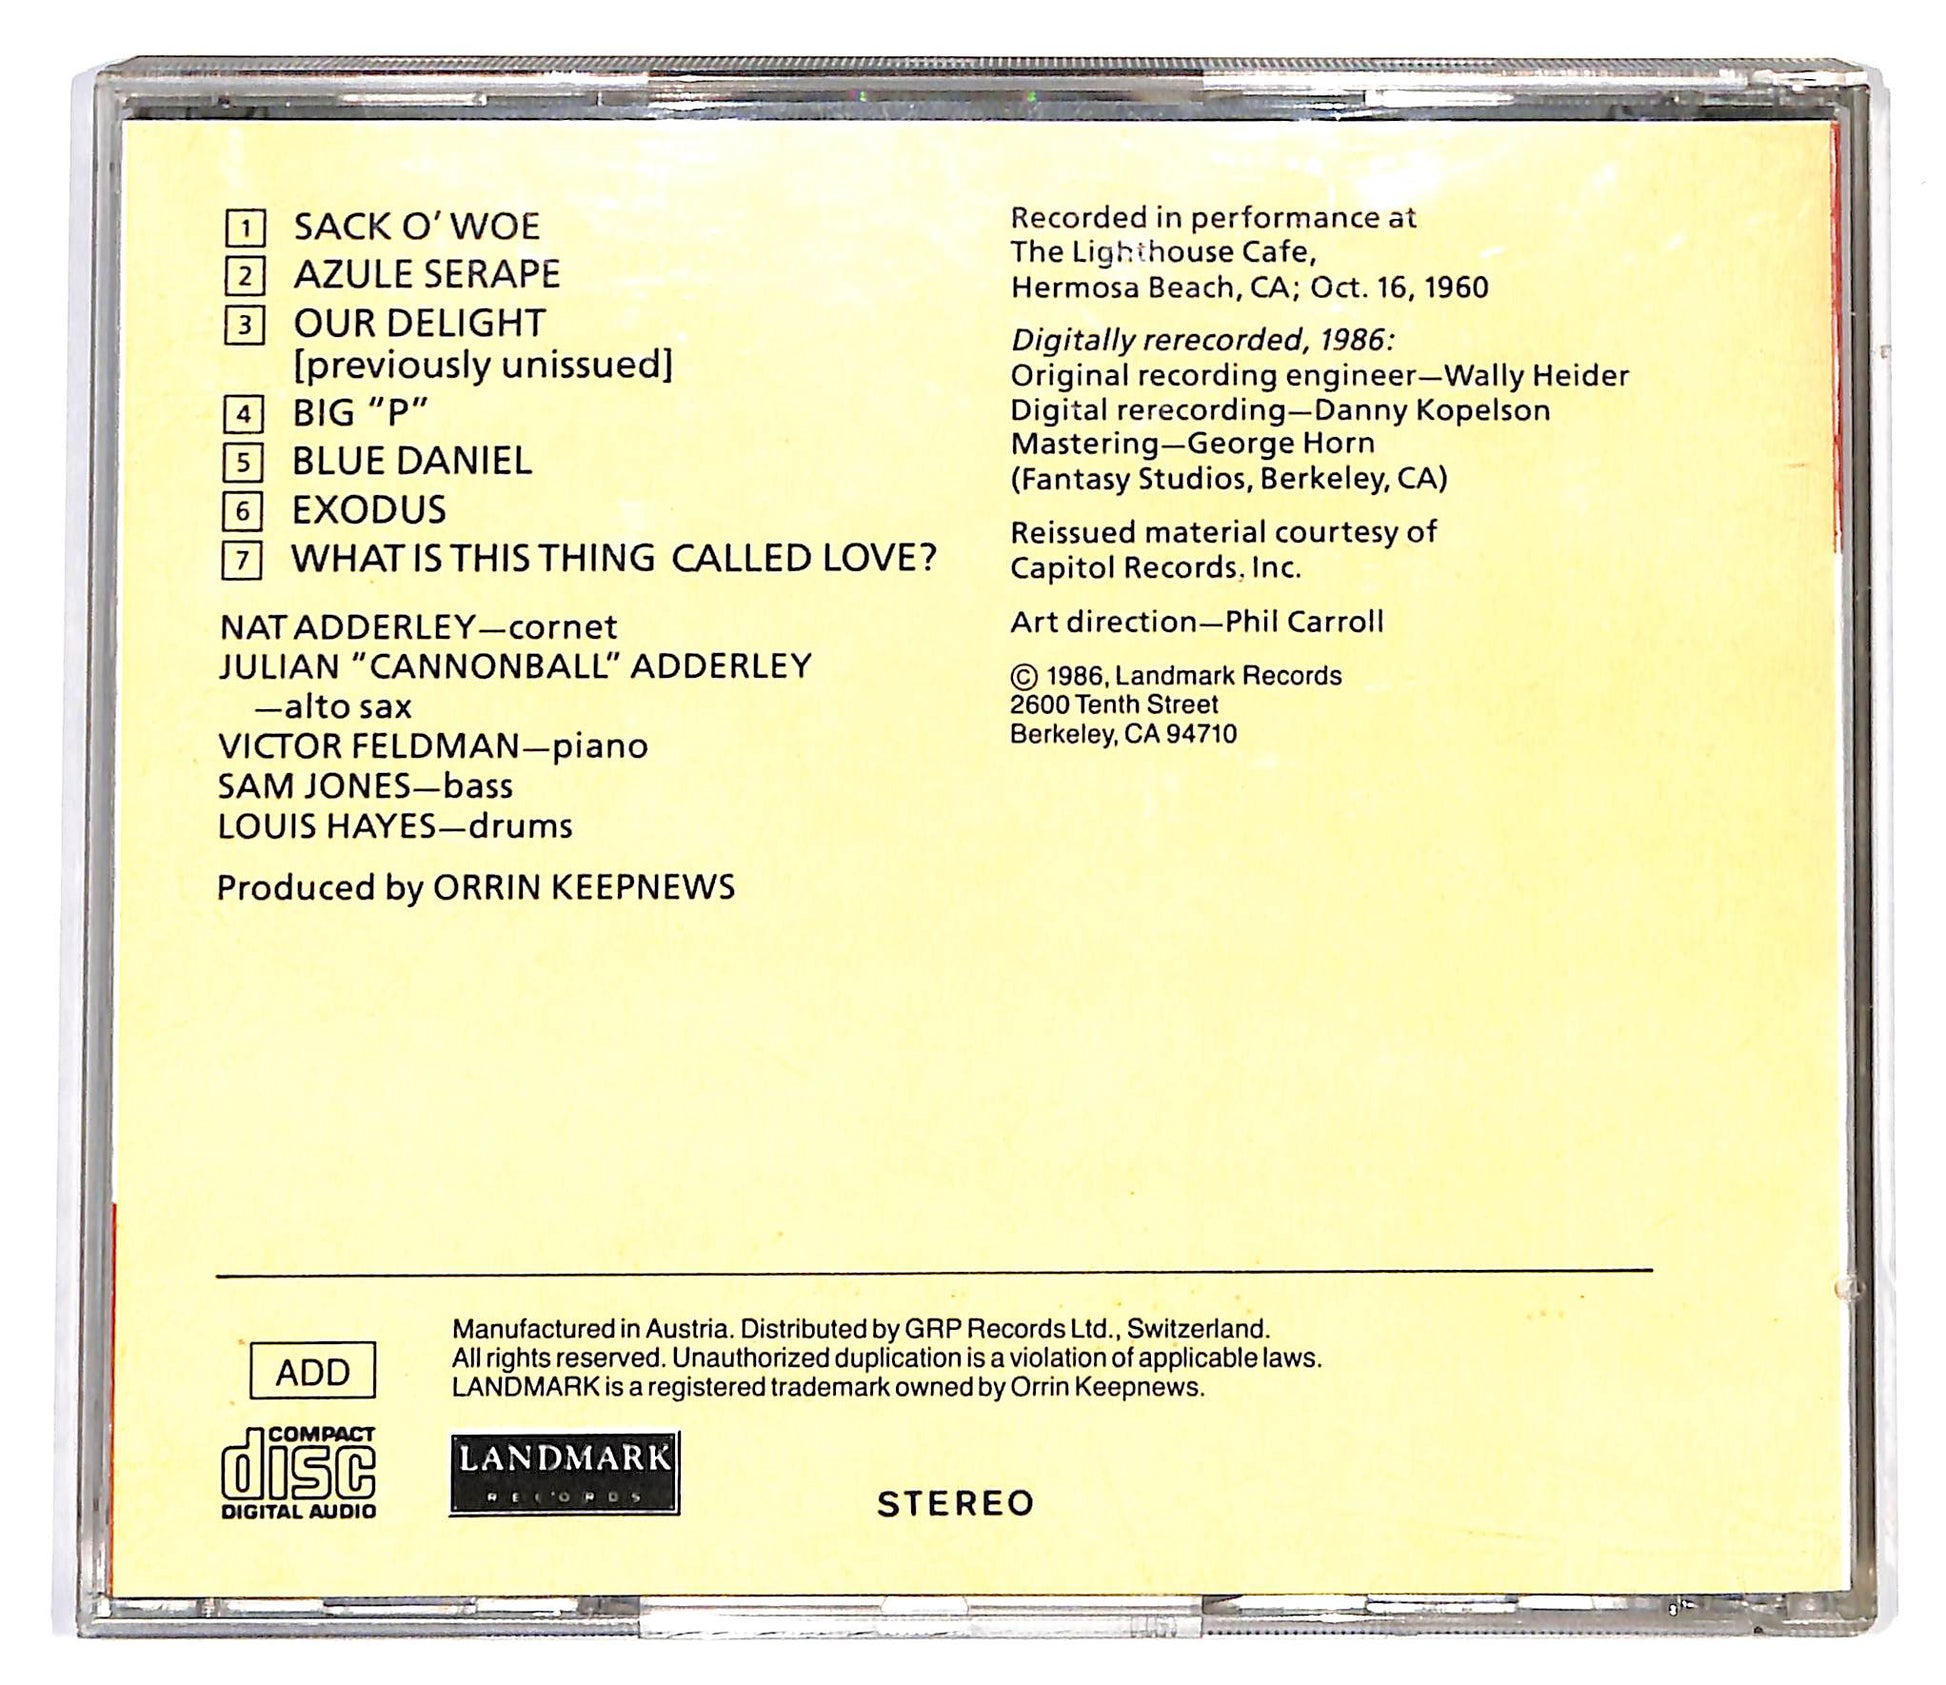 1 SACK O' WOE
2 AZULE SERAPE
3 OUR DELIGHT
[previously unissued]
4 BIG "P"
5 BLUE DANIEL
6 EXODUS
7 WHAT IS THIS THING CALLED LOVE?
NAT ADDERLEY—cornet
JULIAN "CANNONBALL" ADDERLEY
—alto sax
VICTOR FELDMAN—piano
SAM JONES—bass
LOUIS HAYES—drums
Produced by ORRIN KEEPNEWS
Recorded in performance at
The Lighthouse Cafe,
Hermosa Beach, CA; Oct. 16, 1960
Digitally rerecorded, 1986:
Original recording engineer—Wally Heider
Digital rerecording—Danny Kopelson
Mastering—George Horn
(Fantasy Studios, Berkeley, CA)
Reissued material courtesy of
Capitol Records, Inc.
Art direction—Phil Carroll
© 1986, Landmark Records
2600 Tenth Street
Berkeley, CA 94710
Manufactured in Austria. Distributed by GRP Records Ltd., Switzerland.
All rights reserved. Unauthorized duplication is a violation of applicable laws.
LANDMARK is a registered trademark owned by Orrin Keepnews.
ADD
COMPACT
disc
DIGITAL AUDIO
LANDMARK
RECORDS
STEREO